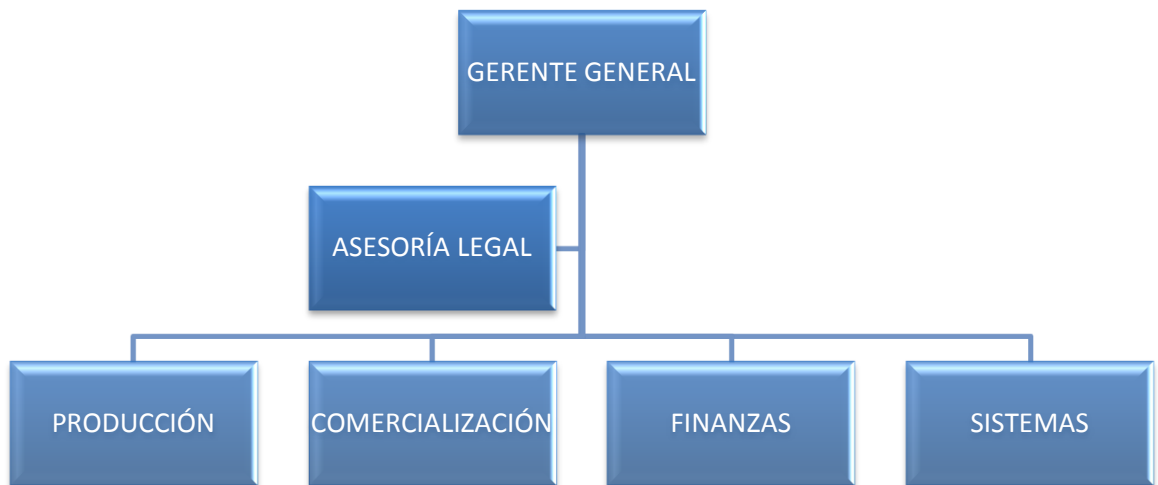 GERENTE GENERAL
ASESORÍA LEGAL
PRODUCCIÓN
COMERCIALIZACIÓN
FINANZAS
SISTEMAS